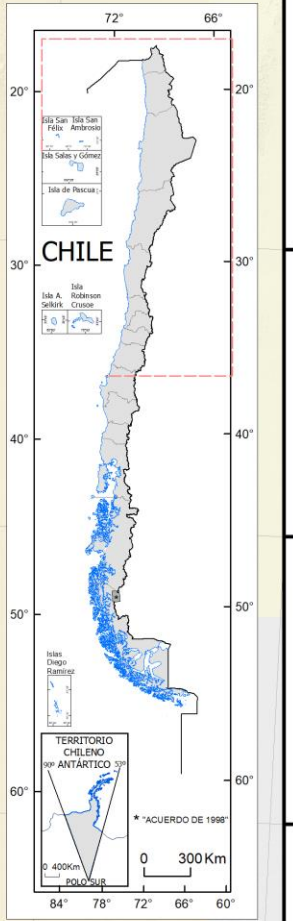 72° 66°
20° 20°
Isla San Félix
Isla San Ambrosio
Isla Salas y Gómez
Isla de Pascua
CHILE
30° 30°
Isla A. Selkirk
Isla Robinson Crusoe
40° 40°
50° 50°
Islas Diego Ramírez
TERRITORIO
CHILENO
ANTÁRTICO
90° 53°
60° 60°
* "ACUERDO DE 1998"
0 400Km
POLO SUR
0 300 Km
84° 78° 72° 66° 60°